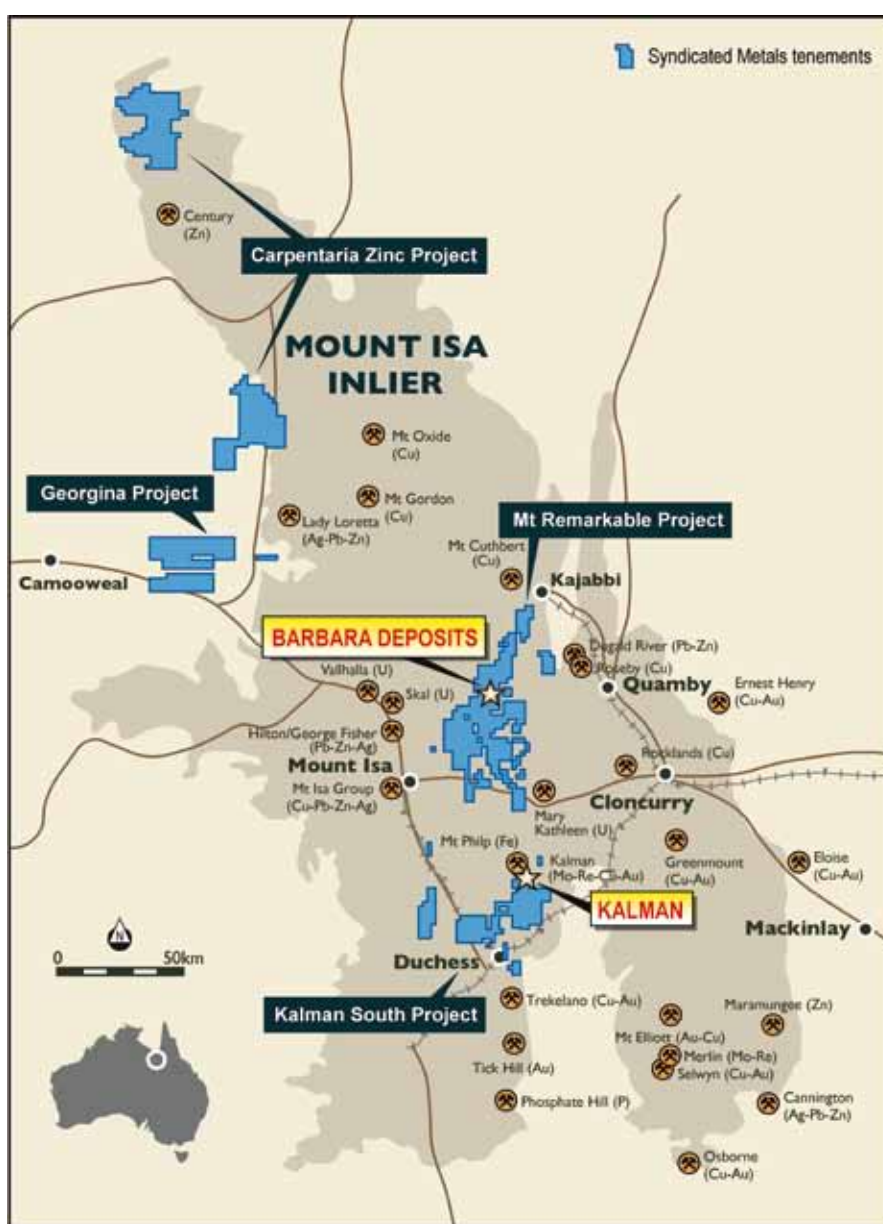 Syndicated Metals tenements
Century
(Zn)
Carpentaria Zinc Project
MOUNT ISA
INLIER
Mt Oxide
(Cu)
Georgina Project
Mt Gordon
(Cu)
Lady Loretta
(Ag-Pb-Zn)
Mt Remarkable Project
Mt Cuthbert
(Cu)
Camooweal
Kajabbi
BARBARA DEPOSITS
Dugald River (Pb-Zn)
Roseby (Cu)
Vallhalla (U)
Skal (U)
Quamby
Ernest Henry
(Cu-Au)
Hilton/George Fisher
(Pb-Zn-Ag)
Rocklands (Cu)
Mount Isa
Mt Isa Group
(Cu-Pb-Zn-Ag)
Cloncurry
Mary
Kathleen (U)
Mt Philp (Fe)
Kalman
(Mo-Re-Cu-Au)
Greenmount
(Cu-Au)
Eloise
(Cu-Au)
KALMAN
N
0
50km
Mackinlay
Duchess
Kalman South Project
Trekelano (Cu-Au)
Maramungee (Zn)
Mt Elliott (Au-Cu)
Tick Hill (Au)
Merlin (Mo-Re)
Selwyn (Cu-Au)
Phosphate Hill (P)
Cannington
(Ag-Pb-Zn)
Osborne
(Cu-Au)